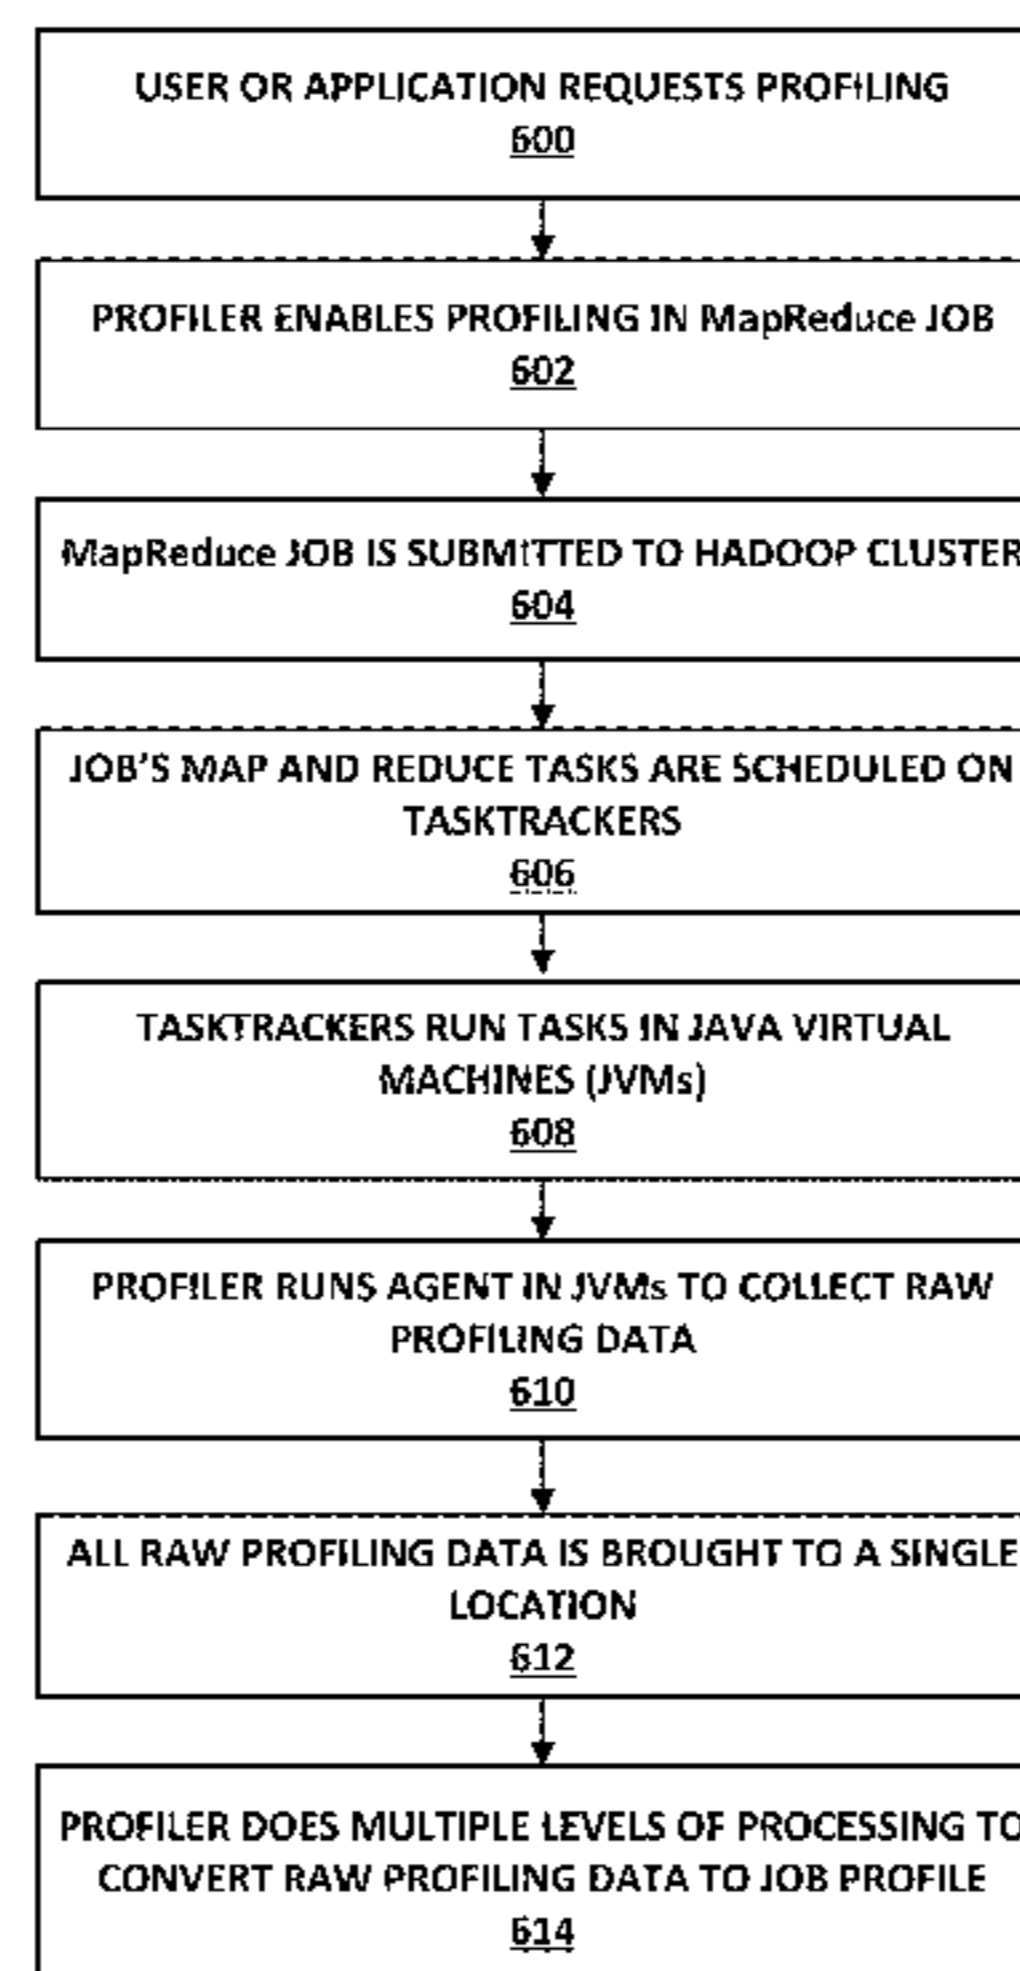 USER OR APPLICATION REQUESTS PROFILING
600
PROFILER ENABLES PROFILING IN MapReduce JOB
602
MapReduce JOB IS SUBMITTED TO HADOOP CLUSTER
604
JOB'S MAP AND REDUCE TASKS ARE SCHEDULED ON
TASKTRACKERS
606
TASKTRACKERS RUN TASKS IN JAVA VIRTUAL
MACHINES (JVMs)
608
PROFILER RUNS AGENT IN JVMs TO COLLECT RAW
PROFILING DATA
610
ALL RAW PROFILING DATA IS BROUGHT TO A SINGLE
LOCATION
612
PROFILER DOES MULTIPLE LEVELS OF PROCESSING TO
CONVERT RAW PROFILING DATA TO JOB PROFILE
614